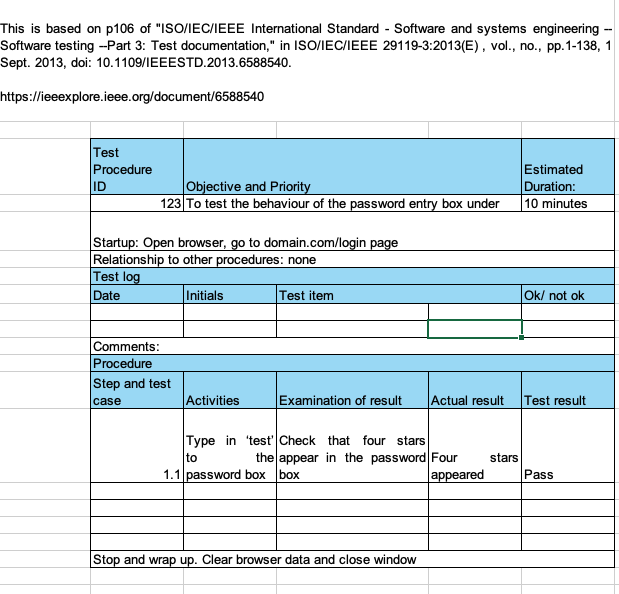 This is based on p106 of "ISO/IEC/IEEE International Standard - Software and systems engineering --
Software testing --Part 3: Test documentation," in ISO/IEC/IEEE 29119-3:2013(E) , vol., no., pp.1-138, 1
Sept. 2013, doi: 10.1109/IEEESTD.2013.6588540.
https://ieeexplore.ieee.org/document/6588540
Test
Procedure
ID
Objective and Priority
Estimated
Duration:
123
To test the behaviour of the password entry box under
10 minutes
Startup: Open browser, go to domain.com/login page
Relationship to other procedures: none
Test log
Date
Initials
Test item
Ok/ not ok
Comments:
Procedure
Step and test
case
Activities
Examination of result
Actual result
Test result
1.1
Type in ‘test’
to the
password box
Check that four stars
appear in the password
box
Four stars
appeared
Pass
Stop and wrap up. Clear browser data and close window